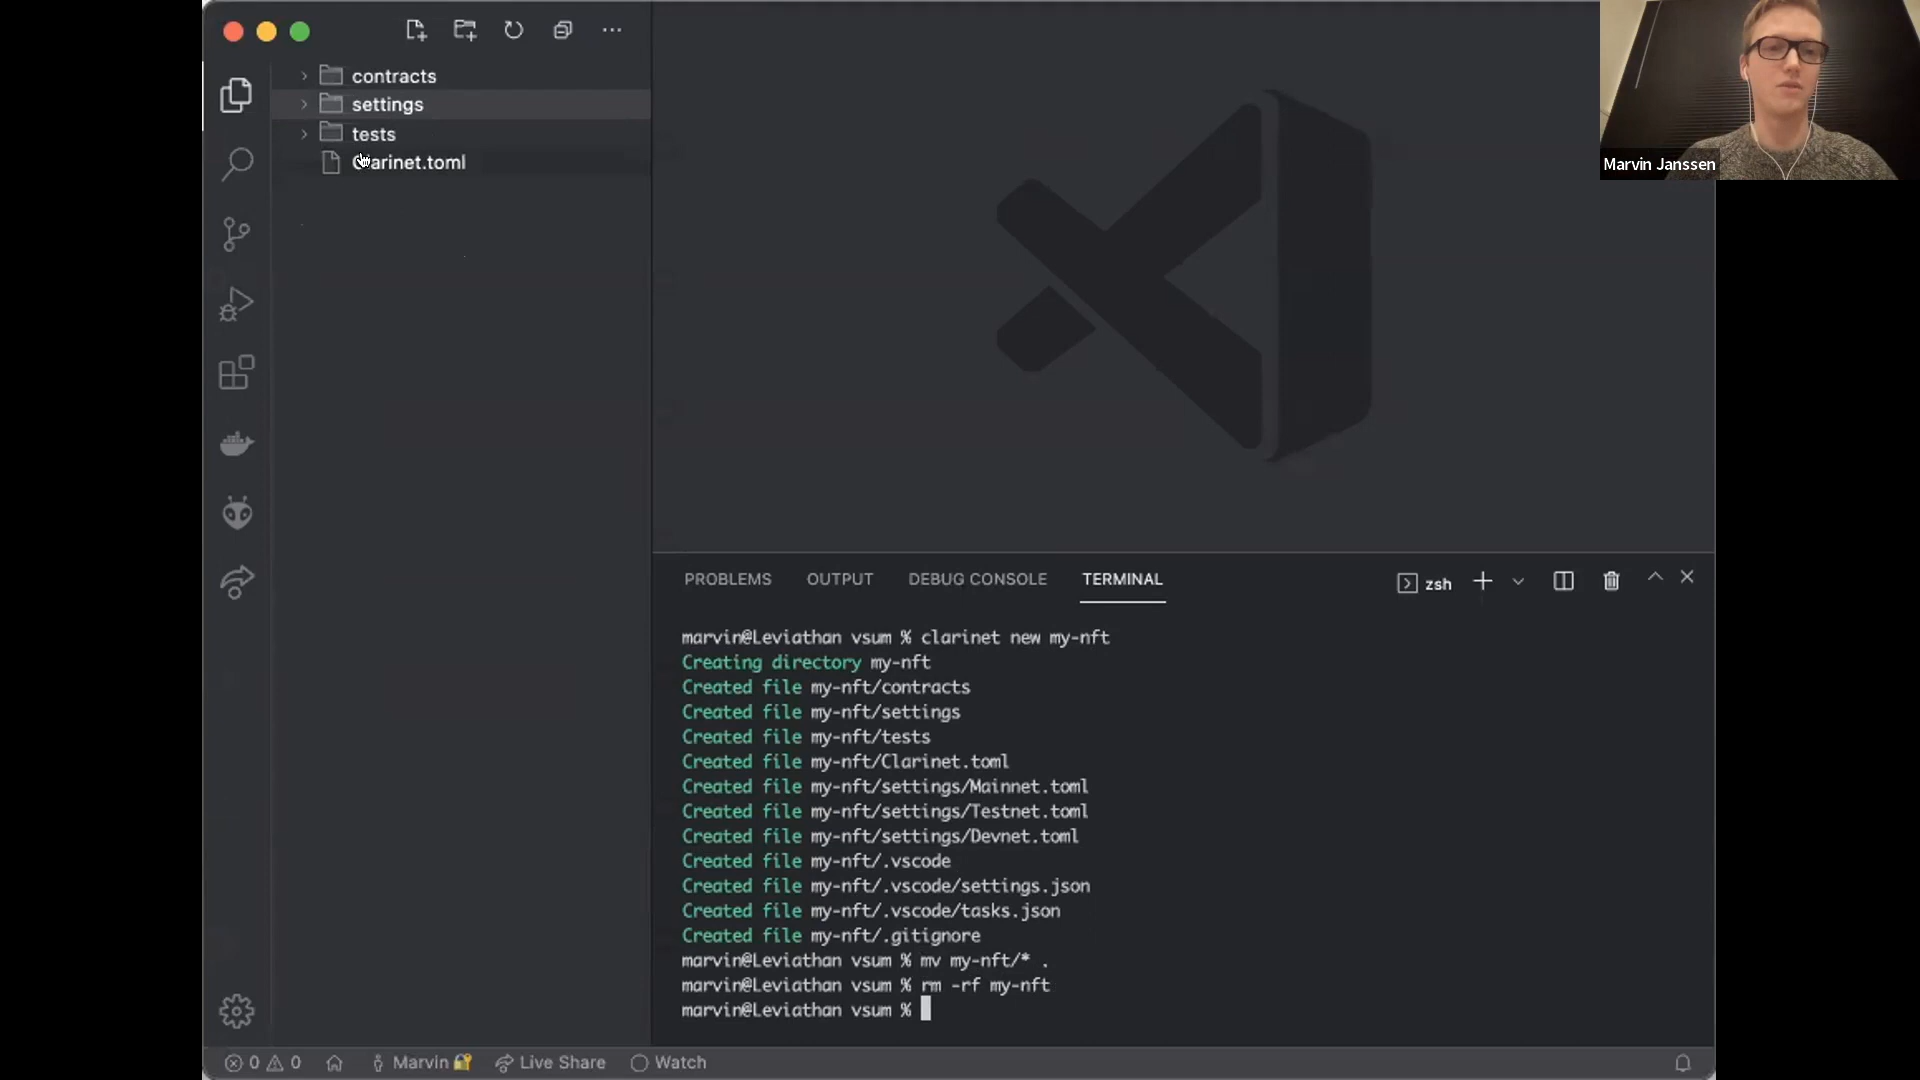 contracts
settings
tests
Clarinet.toml
Marvin Janssen
PROBLEMS OUTPUT DEBUG CONSOLE TERMINAL
zsh
marvin@Leviathan vsum % clarinet new my-nft
Creating directory my-nft
Created file my-nft/contracts
Created file my-nft/settings
Created file my-nft/tests
Created file my-nft/Clarinet.toml
Created file my-nft/settings/Mainnet.toml
Created file my-nft/settings/Testnet.toml
Created file my-nft/settings/Devnet.toml
Created file my-nft/.vscode
Created file my-nft/.vscode/settings.json
Created file my-nft/.vscode/tasks.json
Created file my-nft/.gitignore
marvin@Leviathan vsum % mv my-nft/* .
marvin@Leviathan vsum % rm -rf my-nft
marvin@Leviathan vsum %
0 0 Marvin Live Share Watch